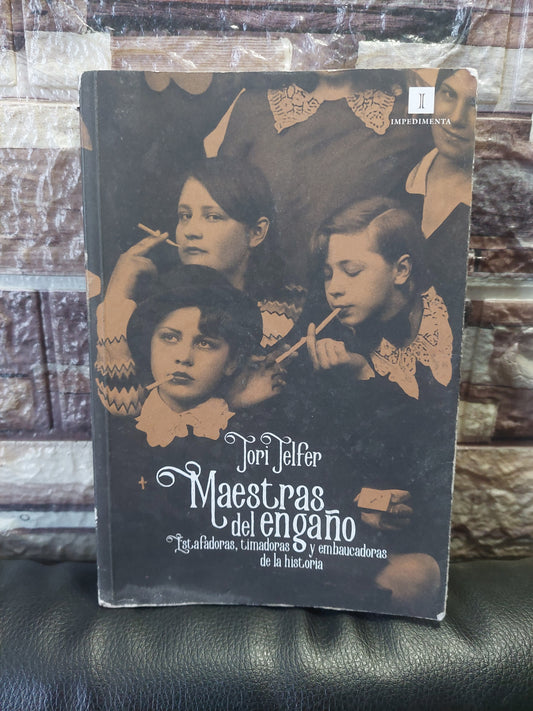 I
IMPEDIMENTA
Tori Telfer
Maestras
del engaño
Estafadoras, timadoras y embaucadoras
de la historia